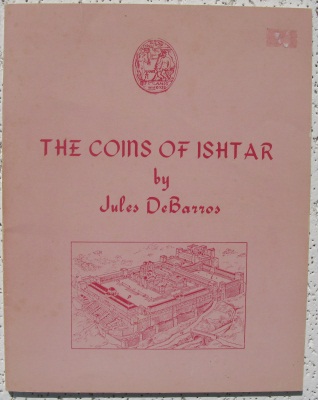 THE COINS OF ISHTAR
by
Jules DeBarros